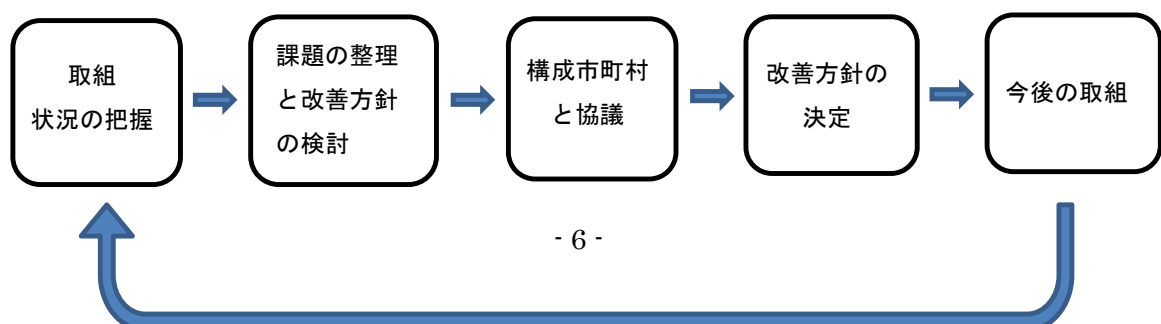 取組
状況の把握
課題の整理
と改善方針
の検討
構成市町村
と協議
改善方針の
決定
今後の取組
- 6 -